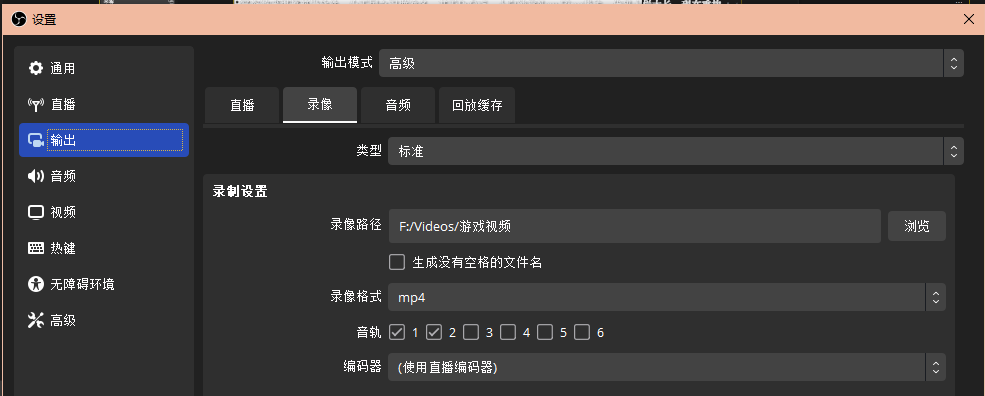 设置
通用
直播
输出
音频
视频
热键
无障碍环境
高级
输出模式 高级
直播 录像 音频 回放缓存
类型 标准
录制设置
录像路径 F:/Videos/游戏视频 浏览
生成没有空格的文件名
录像格式 mp4
音轨 1 2 3 4 5 6
编码器 (使用直播编码器)